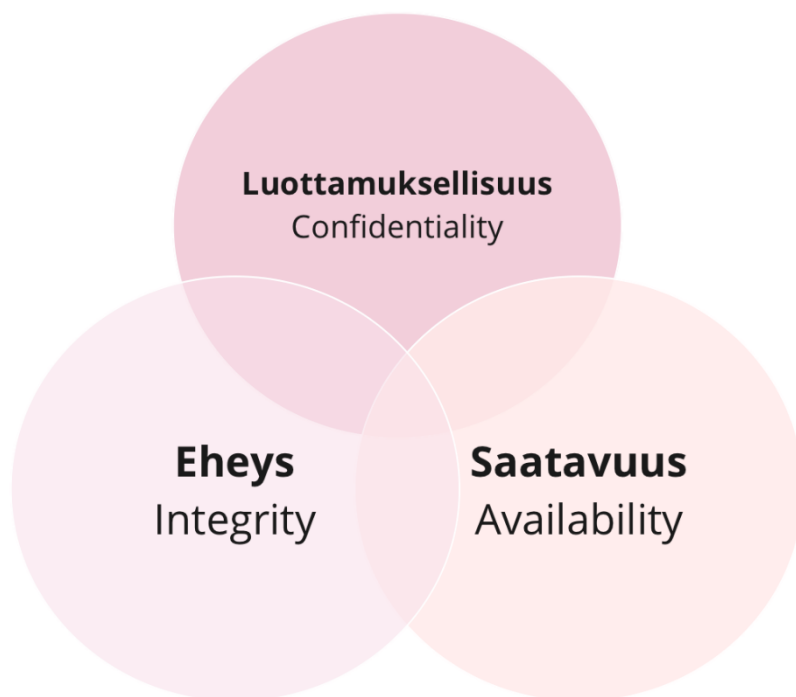 Luottamuksellisuus
Confidentiality
Eheys
Integrity
Saatavuus
Availability